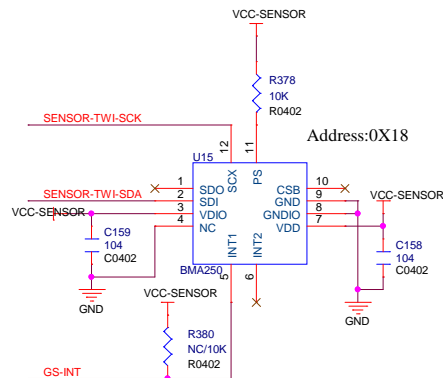 VCC-SENSOR
R378
10K
R0402
SENSOR-TWI-SCK
Address:0X18
12
11
U15
SCX
PS
1
SDO
CSB
10
SENSOR-TWI-SDA
2
SDI
GND
9
VCC-SENSOR
VCC-SENSOR
3
VDIO
GNDIO
8
4
NC
VDD
7
C159
104
C0402
INT1
INT2
C158
104
C0402
BMA250
5
6
GND
VCC-SENSOR
GND
R380
NC/10K
R0402
GS-INT